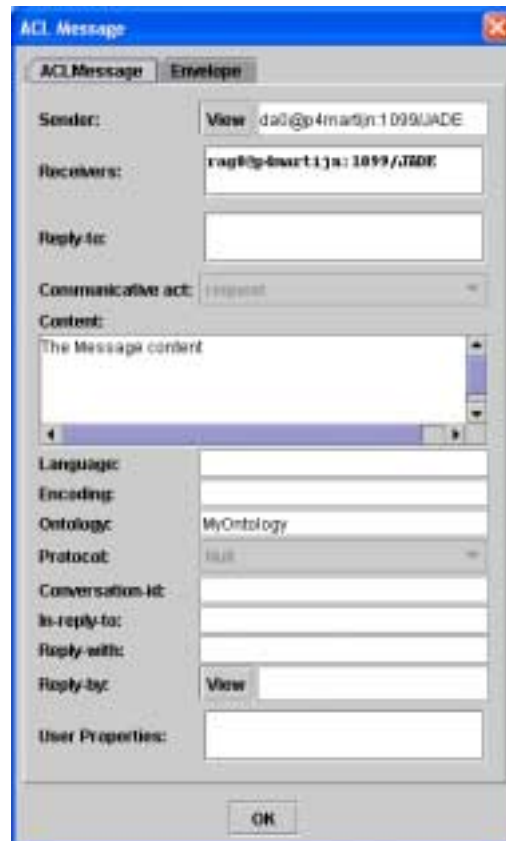 ACL Message
ACLMessage Envelope
Sender: View da0@p4martijn:1099/JADE
Receivers: rag0@p4martijn:1099/JADE
Reply-to:
Communicative act: request
Content:
The Message content
Language:
Encoding:
Ontology: MyOntology
Protocol: Null
Conversation-id:
In-reply-to:
Reply-with:
Reply-by: View
User Properties:
OK